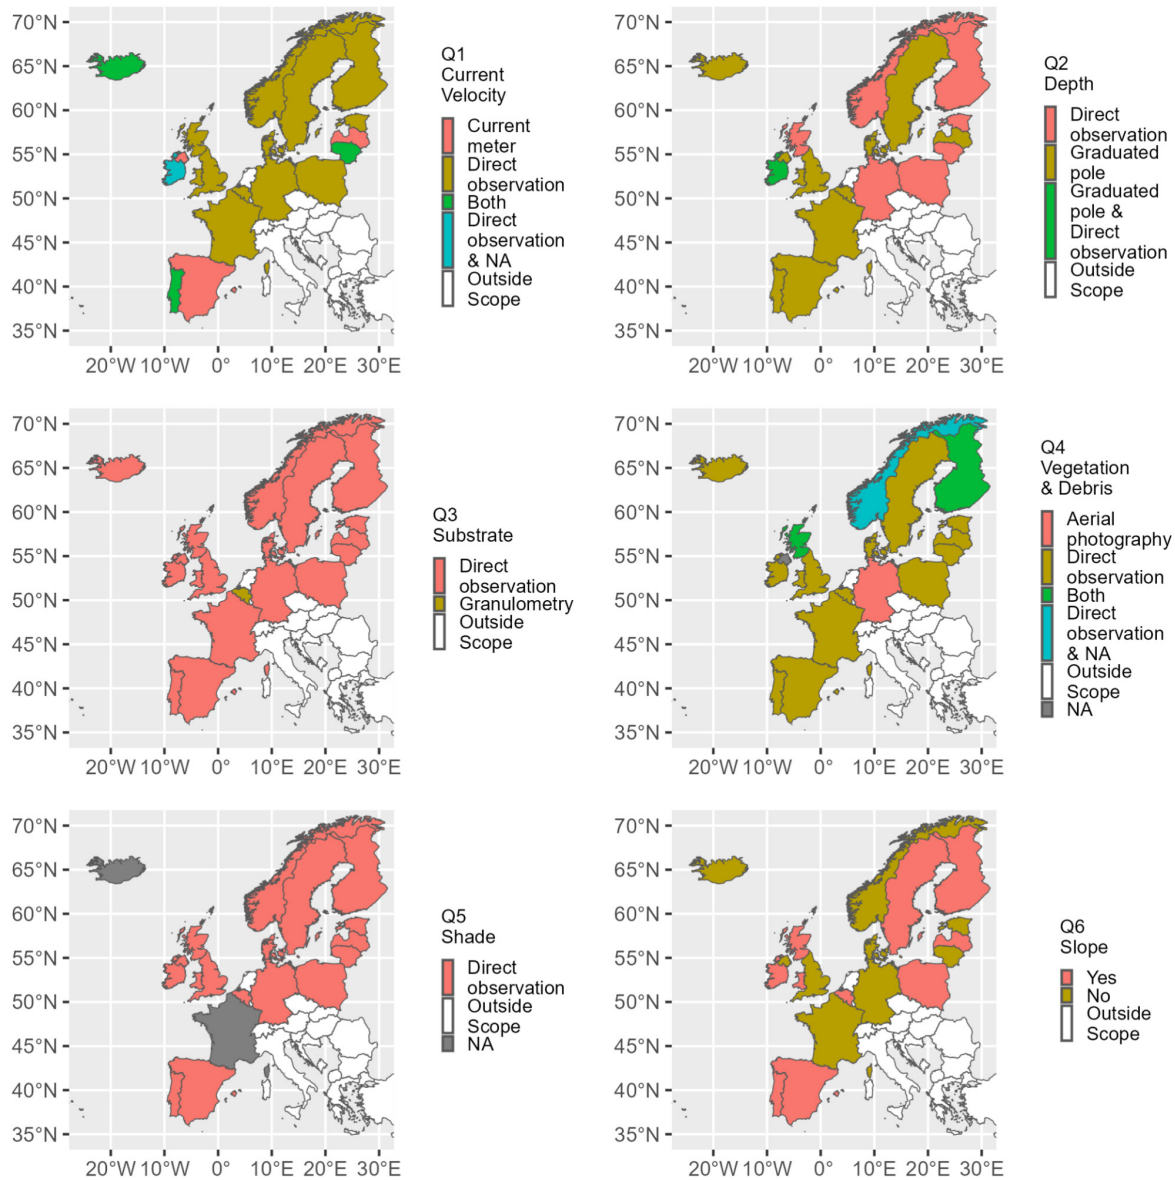 70°N
65°N
60°N
55°N
50°N
45°N
40°N
35°N
20°W 10°W 0° 10°E 20°E 30°E
Q1
Current
Velocity
Current
meter
Direct
observation
Both
Direct
observation
& NA
Outside
Scope
70°N
65°N
60°N
55°N
50°N
45°N
40°N
35°N
20°W 10°W 0° 10°E 20°E 30°E
Q2
Depth
Direct
observation
Graduated
pole
Graduated
pole &
Direct
observation
Outside
Scope
70°N
65°N
60°N
55°N
50°N
45°N
40°N
35°N
20°W 10°W 0° 10°E 20°E 30°E
Q3
Substrate
Direct
observation
Granulometry
Outside
Scope
70°N
65°N
60°N
55°N
50°N
45°N
40°N
35°N
20°W 10°W 0° 10°E 20°E 30°E
Q4
Vegetation
& Debris
Aerial
photography
Direct
observation
Both
Direct
observation
& NA
Outside
Scope
NA
70°N
65°N
60°N
55°N
50°N
45°N
40°N
35°N
20°W 10°W 0° 10°E 20°E 30°E
Q5
Shade
Direct
observation
Outside
Scope
NA
70°N
65°N
60°N
55°N
50°N
45°N
40°N
35°N
20°W 10°W 0° 10°E 20°E 30°E
Q6
Slope
Yes
No
Outside
Scope